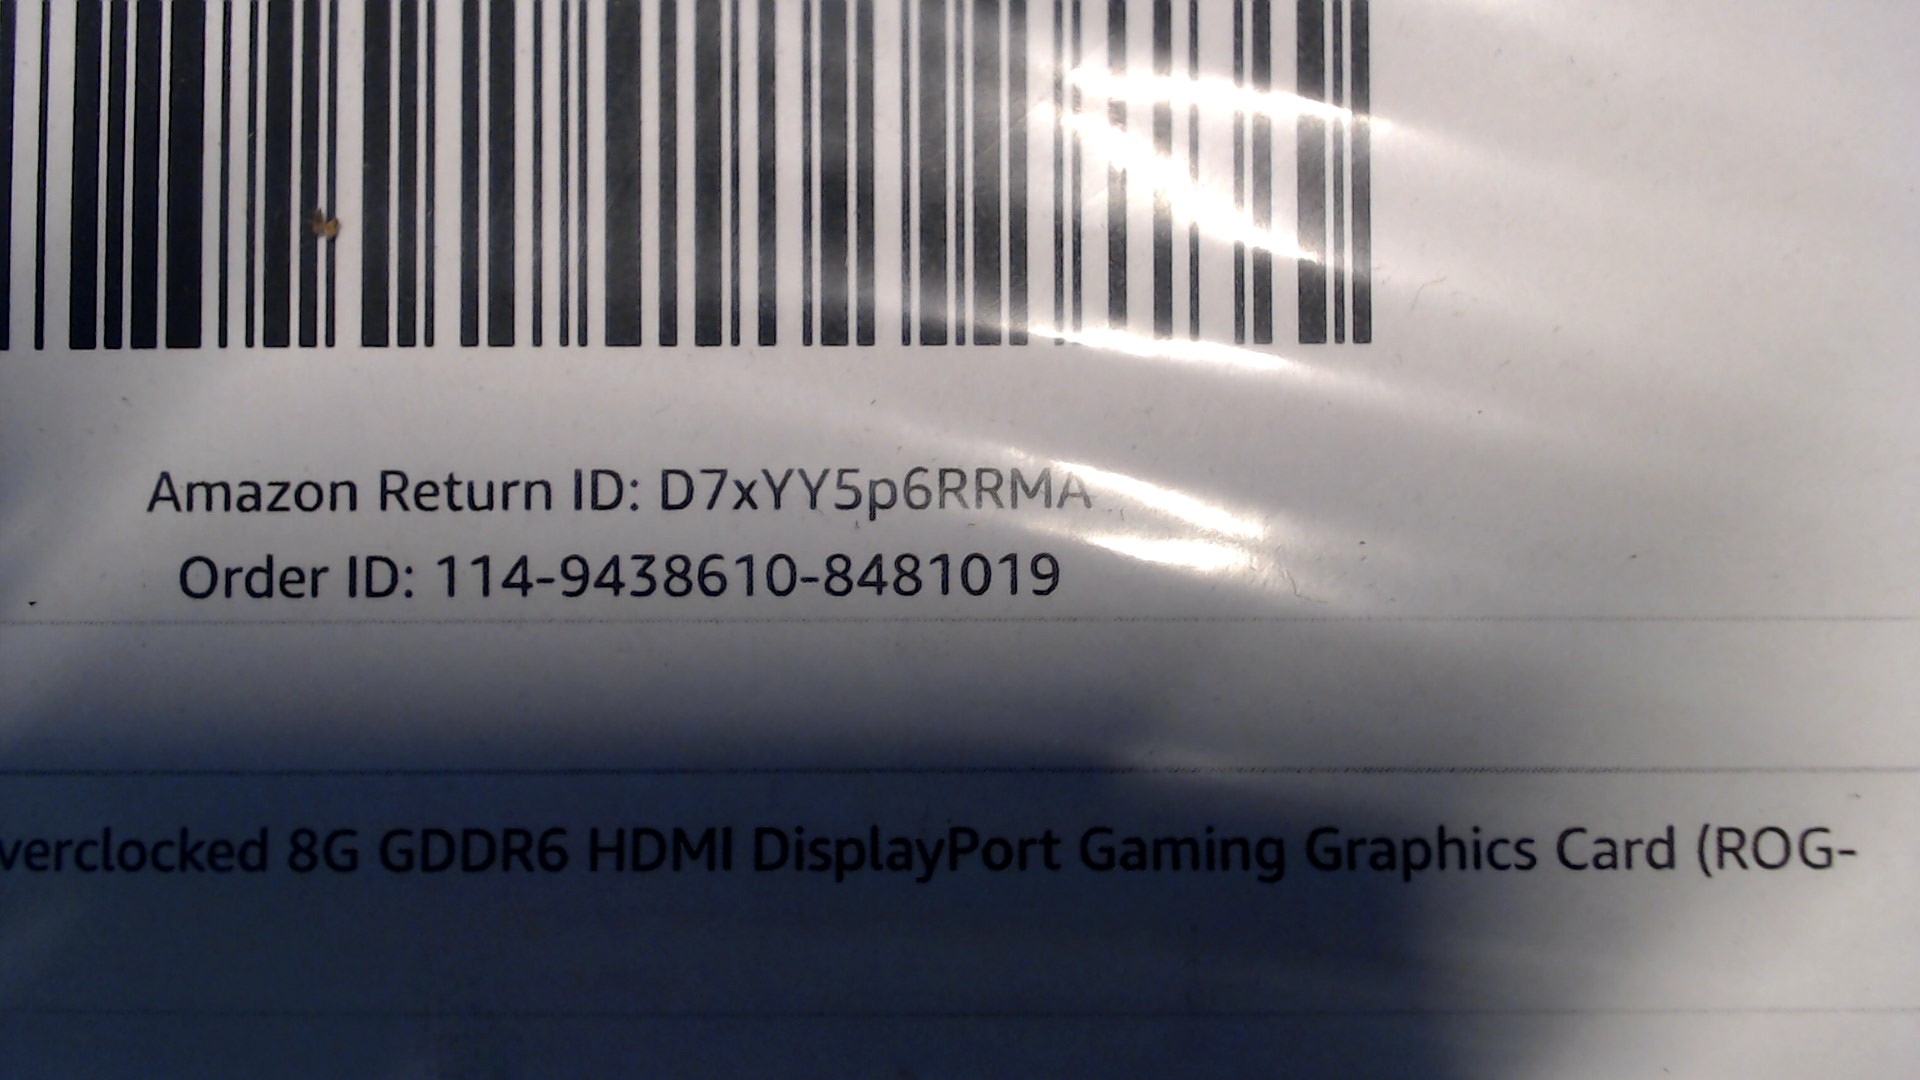 Amazon Return ID: D7xYY5p6RRMA
Order ID: 114-9438610-8481019
verclocked 8G GDDR6 HDMI DisplayPort Gaming Graphics Card (ROG-